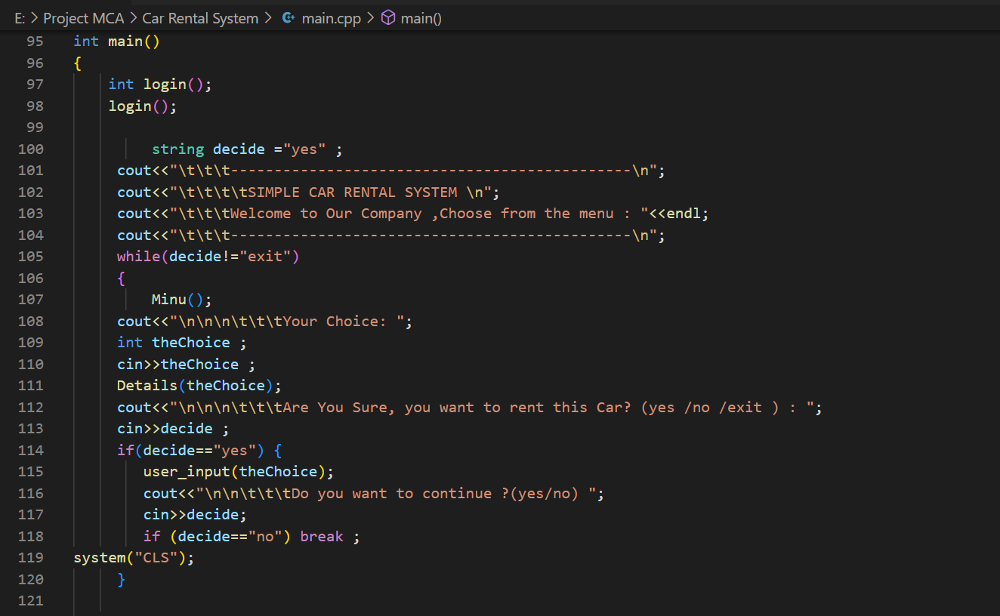 E: > Project MCA > Car Rental System > main.cpp > main()
95 int main()
96 {
97 int login();
98 login();
99
100 string decide ="yes" ;
101 cout<<"\t\t\t----------------------------------------------\n";
102 cout<<"\t\t\t\tSIMPLE CAR RENTAL SYSTEM \n";
103 cout<<"\t\t\tWelcome to Our Company ,Choose from the menu : "<<endl;
104 cout<<"\t\t\t----------------------------------------------\n";
105 while(decide!="exit")
106 {
107 Minu();
108 cout<<"\n\n\n\t\t\tYour Choice: ";
109 int theChoice ;
110 cin>>theChoice ;
111 Details(theChoice);
112 cout<<"\n\n\n\t\t\tAre You Sure, you want to rent this Car? (yes /no /exit ) : ";
113 cin>>decide ;
114 if(decide=="yes") {
115 user_input(theChoice);
116 cout<<"\n\n\t\t\tDo you want to continue ?(yes/no) ";
117 cin>>decide;
118 if (decide=="no") break ;
119 system("CLS");
120 }
121